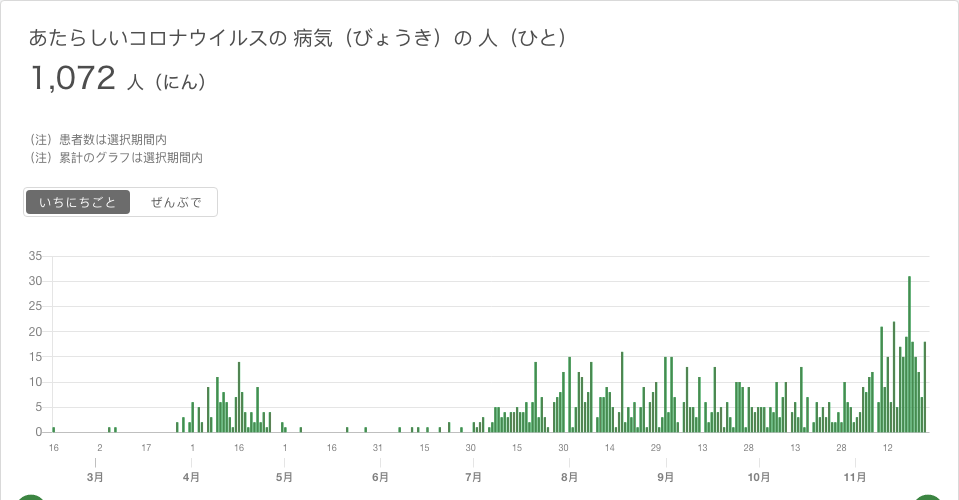 あたらしいコロナウイルスの 病気（びょうき）の 人（ひと）
1,072 人（にん）
（注）患者数は選択期間内
（注）累計のグラフは選択期間内
いちにちごと ぜんぶで
35
30
25
20
15
10
5
0
16 2 17 1 16 1 16 31 15 30 15 30 14 29 13 28 13 28 12
3月 4月 5月 6月 7月 8月 9月 10月 11月